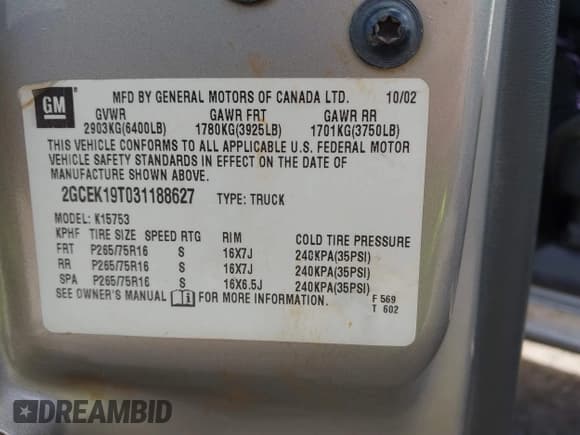 GM
MFD BY GENERAL MOTORS OF CANADA LTD. 10/02
GVWR GAWR FRT GAWR RR
2903KG(6400LB) 1780KG(3925LB) 1701KG(3750LB)
THIS VEHICLE CONFORMS TO ALL APPLICABLE U.S. FEDERAL MOTOR
VEHICLE SAFETY STANDARDS IN EFFECT ON THE DATE OF
MANUFACTURE SHOWN ABOVE.
2GCEK19T031188627 TYPE: TRUCK
MODEL: K15753
KPHF TIRE SIZE SPEED RTG RIM COLD TIRE PRESSURE
FRT P265/75R16 S 16X7J 240KPA(35PSI)
RR P265/75R16 S 16X7J 240KPA(35PSI)
SPA P265/75R16 S 16X6.5J 240KPA(35PSI)
SEE OWNER'S MANUAL i FOR MORE INFORMATION. F 569
T 602
DREAMBID